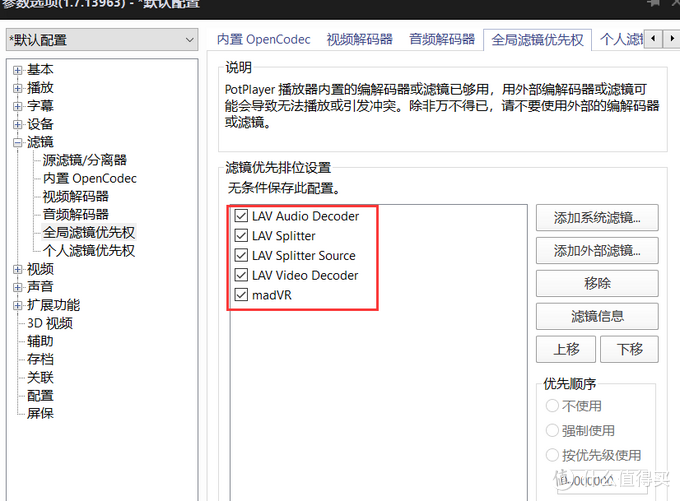 参数选项(1.7.13963) - *默认配置
*默认配置
基本
播放
字幕
设备
滤镜
源滤镜/分离器
内置 OpenCodec
视频解码器
音频解码器
全局滤镜优先权
个人滤镜优先权
视频
声音
扩展功能
3D 视频
辅助
存档
关联
配置
屏保
内置 OpenCodec
视频解码器
音频解码器
全局滤镜优先权
个人滤
说明
PotPlayer 播放器内置的编解码器或滤镜已够用，用外部编解码器或滤镜可
能会导致无法播放或引发冲突。除非万不得已，请不要使用外部的编解码器
或滤镜。
滤镜优先排位设置
无条件保存此配置。
LAV Audio Decoder
LAV Splitter
LAV Splitter Source
LAV Video Decoder
madVR
添加系统滤镜...
添加外部滤镜...
移除
滤镜信息
上移
下移
优先顺序
不使用
强制使用
按优先级使用
值 什么值得买